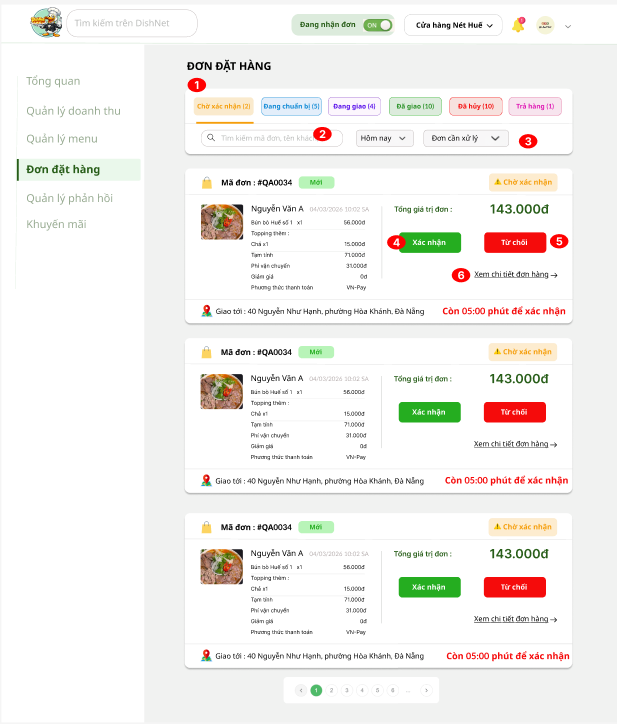 Tìm kiếm trên DishNet
Đang nhận đơn ON
Cửa hàng Nét Huế
Tổng quan
Quản lý doanh thu
Quản lý menu
Đơn đặt hàng
Quản lý phản hồi
Khuyến mãi
ĐƠN ĐẶT HÀNG
1
Chờ xác nhận (2)
Đang chuẩn bị (5)
Đang giao (4)
Đã giao (10)
Đã hủy (10)
Trả hàng (1)
Tìm kiếm mã đơn, tên khác
2
Hôm nay
Đơn cần xử lý
3
Mã đơn : #QA0034 Mới
Chờ xác nhận
Nguyễn Văn A 04/03/2026 10:02 SA
Bún bò Huế số 1 x1 56.000đ
Topping thêm :
Chả x1 15.000đ
Tạm tính 71.000đ
Phí vận chuyển 31.000đ
Giảm giá 0đ
Phương thức thanh toán VN-Pay
Tổng giá trị đơn : 143.000đ
4 Xác nhận
Từ chối 5
6 Xem chi tiết đơn hàng
Giao tới : 40 Nguyễn Như Hạnh, phường Hòa Khánh, Đà Nẵng
Còn 05:00 phút để xác nhận
Mã đơn : #QA0034 Mới
Chờ xác nhận
Nguyễn Văn A 04/03/2026 10:02 SA
Bún bò Huế số 1 x1 56.000đ
Topping thêm :
Chả x1 15.000đ
Tạm tính 71.000đ
Phí vận chuyển 31.000đ
Giảm giá 0đ
Phương thức thanh toán VN-Pay
Tổng giá trị đơn : 143.000đ
Xác nhận
Từ chối
Xem chi tiết đơn hàng
Giao tới : 40 Nguyễn Như Hạnh, phường Hòa Khánh, Đà Nẵng
Còn 05:00 phút để xác nhận
Mã đơn : #QA0034 Mới
Chờ xác nhận
Nguyễn Văn A 04/03/2026 10:02 SA
Bún bò Huế số 1 x1 56.000đ
Topping thêm :
Chả x1 15.000đ
Tạm tính 71.000đ
Phí vận chuyển 31.000đ
Giảm giá 0đ
Phương thức thanh toán VN-Pay
Tổng giá trị đơn : 143.000đ
Xác nhận
Từ chối
Xem chi tiết đơn hàng
Giao tới : 40 Nguyễn Như Hạnh, phường Hòa Khánh, Đà Nẵng
Còn 05:00 phút để xác nhận
1 2 3 4 5 6 ...